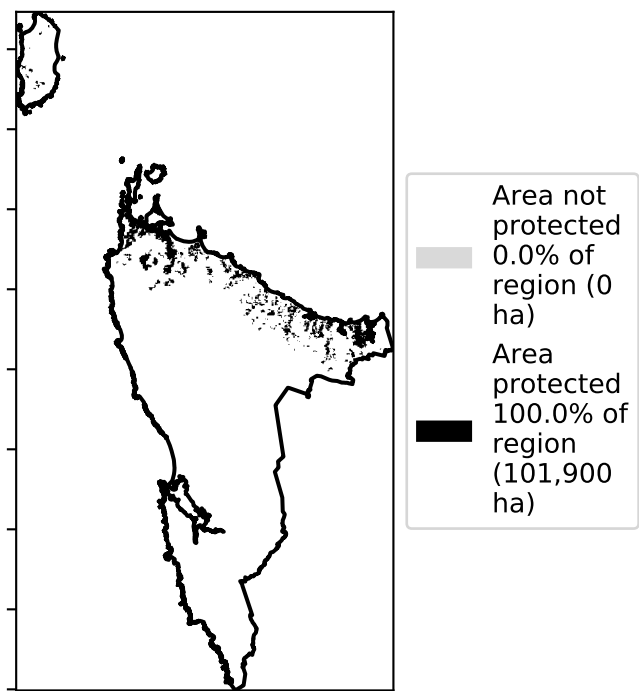 Area not
protected
0.0% of
region (0
ha)
Area
protected
100.0% of
region
(101,900
ha)